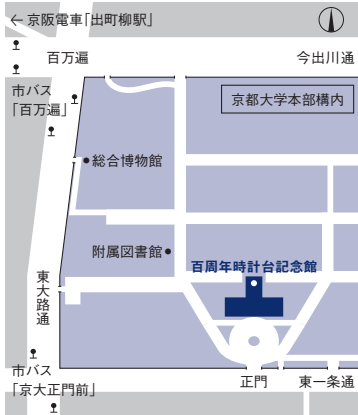 ← 京阪電車「出町柳駅」
百万遍
今出川通
市バス
「百万遍」
京都大学本部構内
総合博物館
附属図書館
百周年時計台記念館
東大路通
市バス
「京大正門前」
正門
東一条通